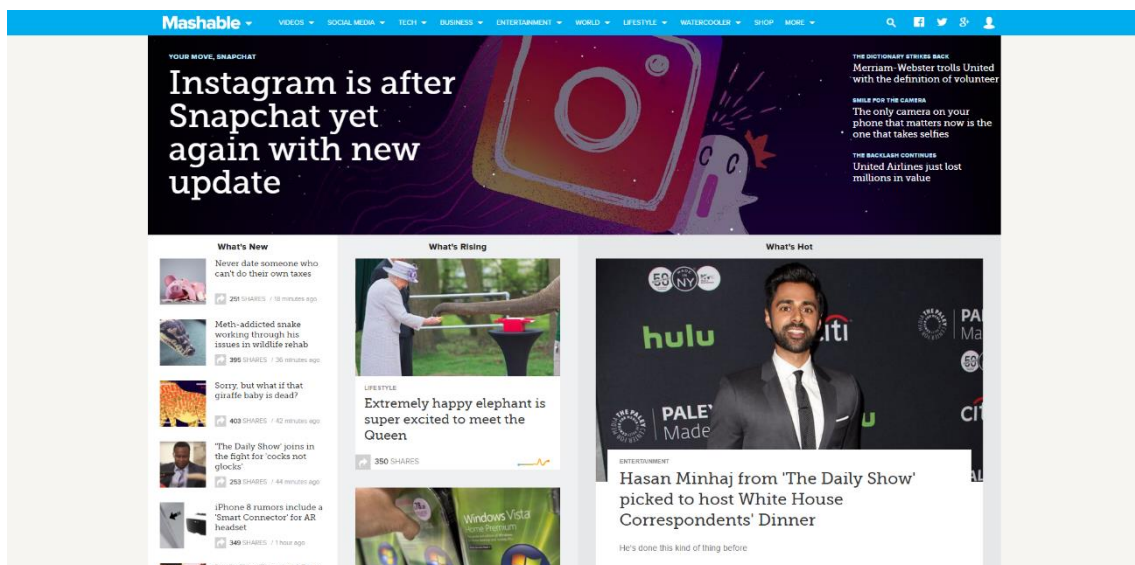 Mashable
VIDEOS SOCIAL MEDIA TECH BUSINESS ENTERTAINMENT WORLD LIFESTYLE WATERCOOLER SHOP MORE
YOUR MOVE, SNAPCHAT
Instagram is after
Snapchat yet
again with new
update
THE DICTIONARY STRIKES BACK
Merriam-Webster trolls United
with the definition of volunteer
SMILE FOR THE CAMERA
The only camera on your
phone that matters now is the
one that takes selfies
THE BACKLASH CONTINUES
United Airlines just lost
millions in value
What's New
Never date someone who
can't do their own taxes
251 SHARES / 18 minutes ago
Meth-addicted snake
working through his
issues in wildlife rehab
395 SHARES / 36 minutes ago
Sorry, but what if that
giraffe baby is dead?
403 SHARES / 42 minutes ago
'The Daily Show' joins in
the fight for 'cocks not
glocks'
253 SHARES / 44 minutes ago
iPhone 8 rumors include a
'Smart Connector' for AR
headset
349 SHARES / 1 hour ago
What's Rising
LIFESTYLE
Extremely happy elephant is
super excited to meet the
Queen
350 SHARES
Windows Vista
Home Premium
What's Hot
NY
hulu
citi
PA
Ma
PALE
Made
ENTERTAINMENT
Hasan Minhaj from 'The Daily Show'
picked to host White House
Correspondents' Dinner
He's done this kind of thing before